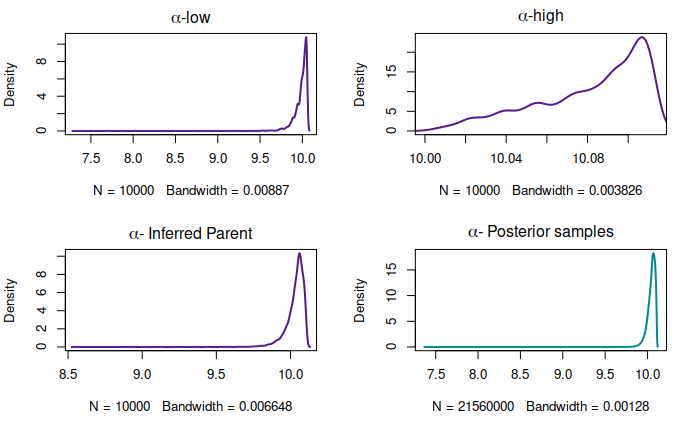 α-low
Density
0 4 8
7.5 8.0 8.5 9.0 9.5 10.0
N = 10000 Bandwidth = 0.00887
α-high
Density
5 15
10.00 10.04 10.08
N = 10000 Bandwidth = 0.003826
α- Inferred Parent
Density
0 2 4 6 8
8.5 9.0 9.5 10.0
N = 10000 Bandwidth = 0.006648
α- Posterior samples
Density
0 5 10 15
7.5 8.0 8.5 9.0 9.5 10.0
N = 21560000 Bandwidth = 0.00128